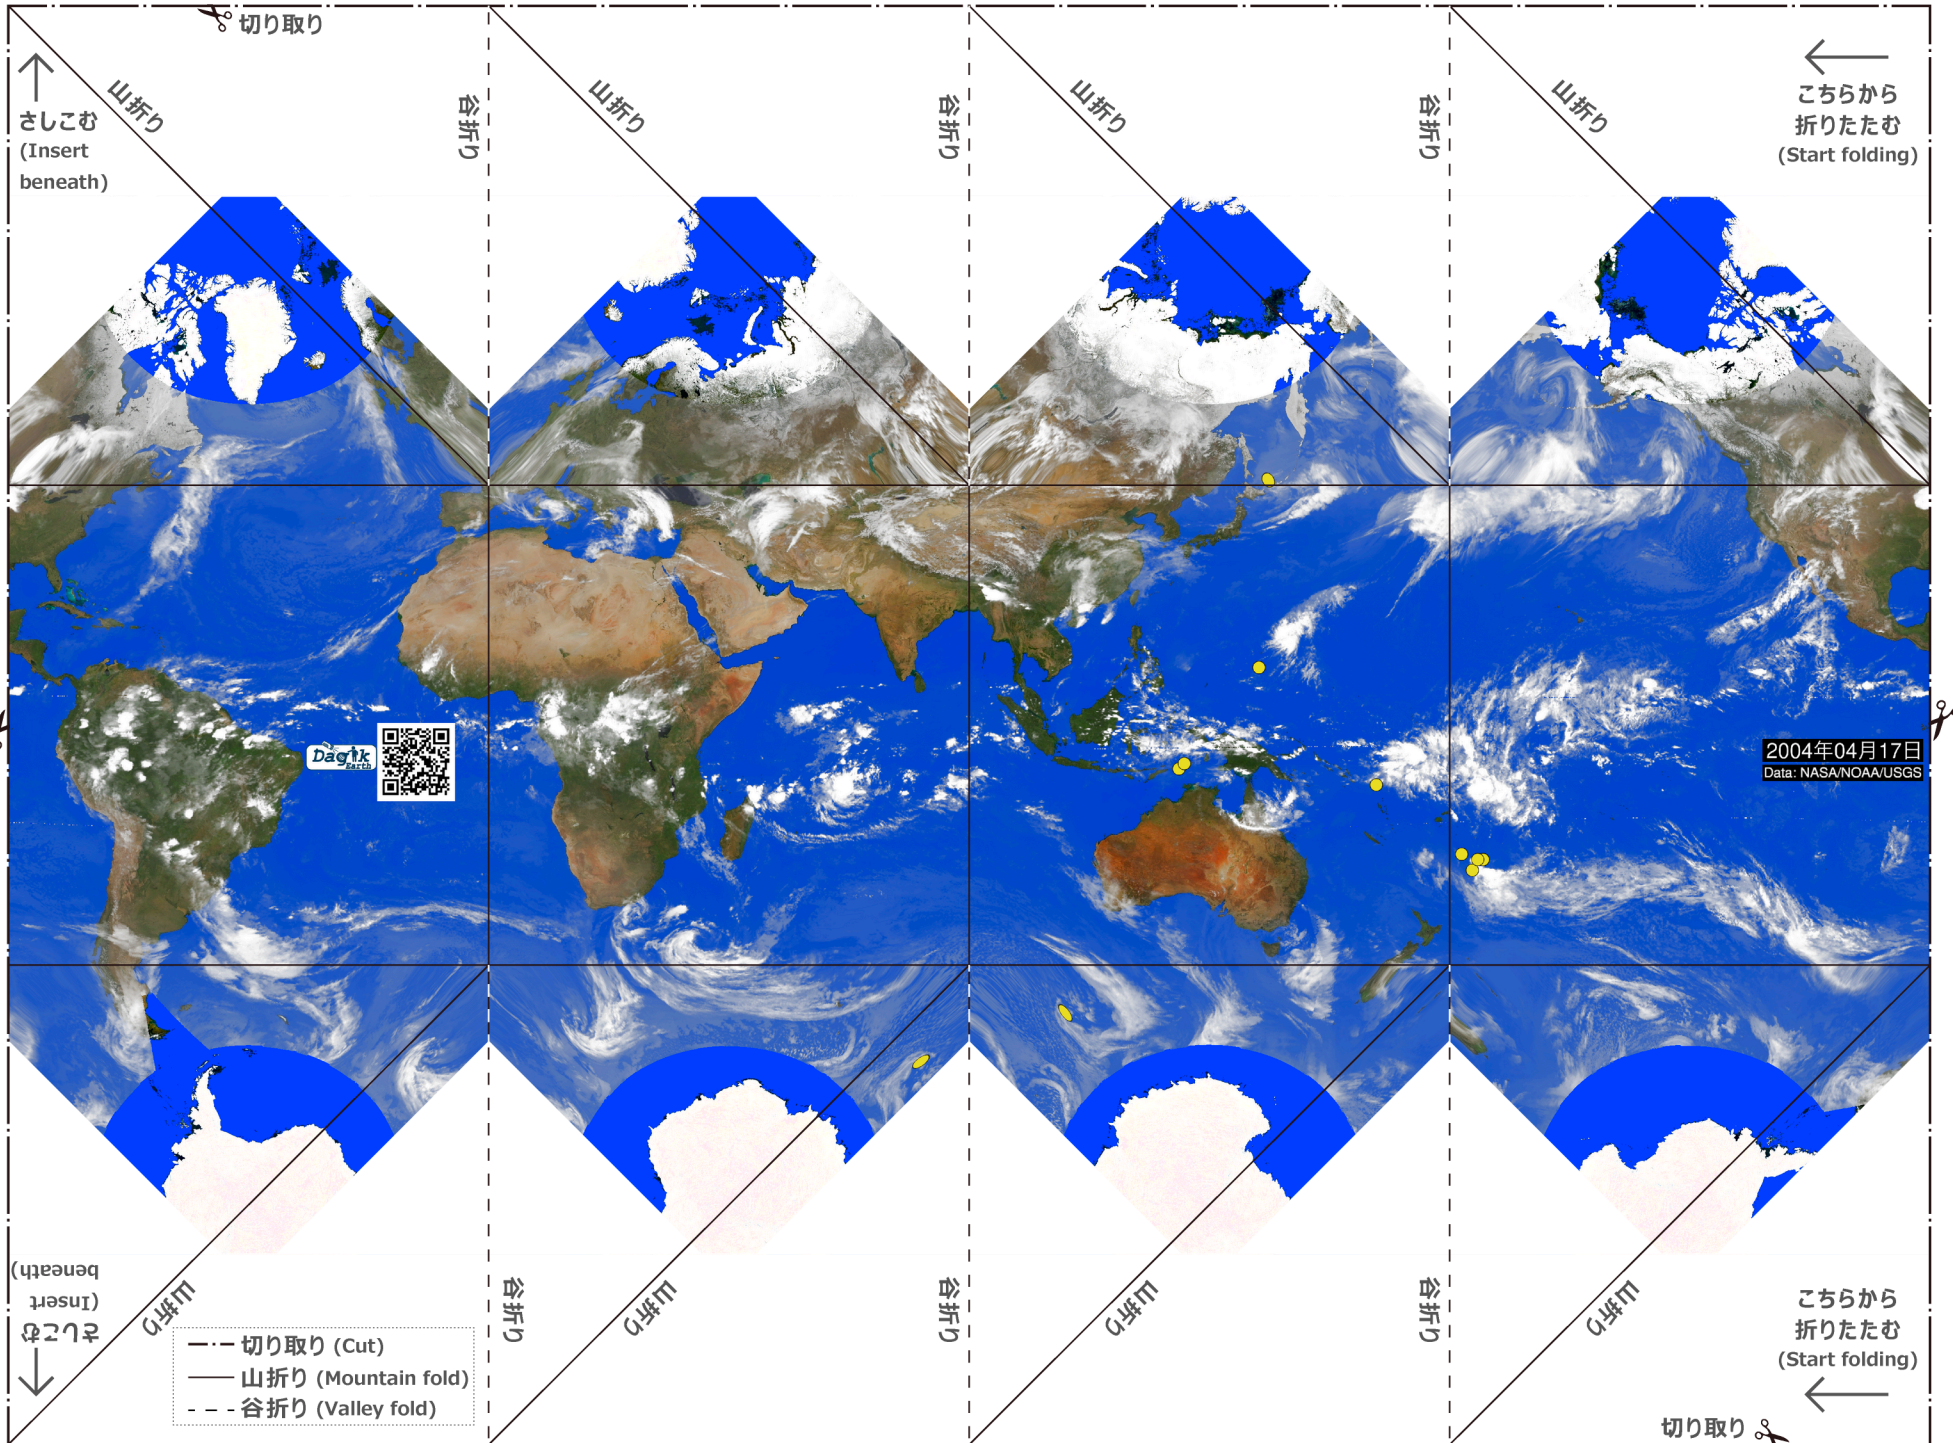 切り取り
山折り
谷折り
山折り
谷折り
山折り
谷折り
山折り
さしこむ
(Insert
beneath)
こちらから
折りたたむ
(Start folding)
Dagik
Earth
2004年04月17日
Data: NASA/NOAA/USGS
さしこむ
(Insert
beneath)
山折り
谷折り
山折り
谷折り
山折り
谷折り
山折り
こちらから
折りたたむ
(Start folding)
切り取り (Cut)
山折り (Mountain fold)
谷折り (Valley fold)
切り取り